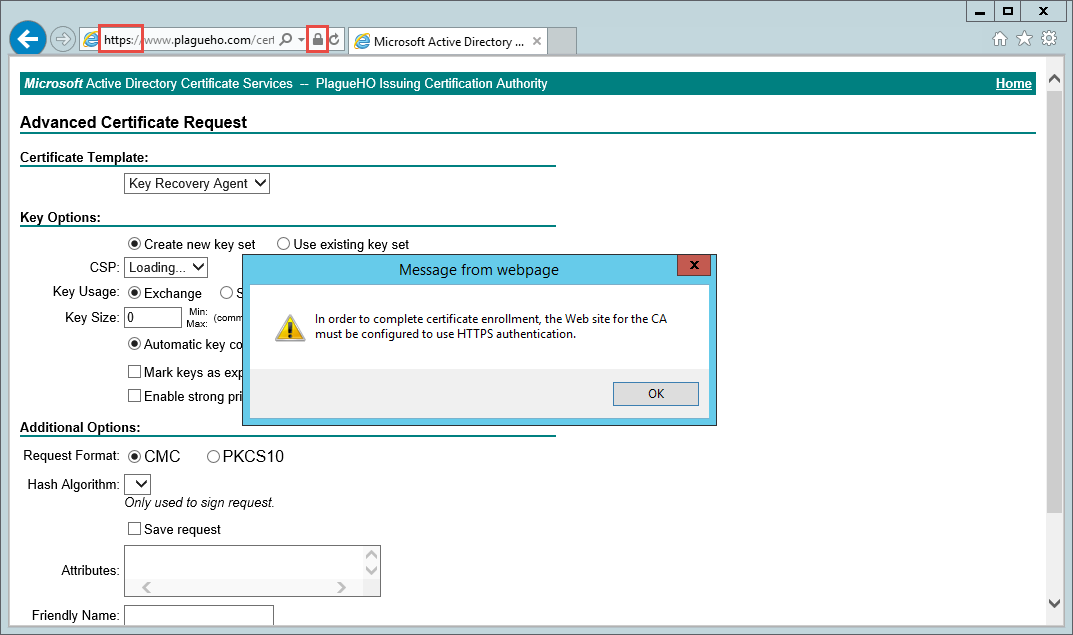 https://www.plagueho.com/cert
Microsoft Active Directory ...
X
Microsoft Active Directory Certificate Services -- PlagueHO Issuing Certification Authority
Home
Advanced Certificate Request
Certificate Template:
Key Recovery Agent
Key Options:
Create new key set
Use existing key set
CSP:
Loading...
Key Usage:
Exchange
S
Key Size:
0
Min:
Max:
(comm
Automatic key co
Mark keys as exp
Enable strong pri
Message from webpage
x
In order to complete certificate enrollment, the Web site for the CA
must be configured to use HTTPS authentication.
OK
Additional Options:
Request Format:
CMC
PKCS10
Hash Algorithm:
Only used to sign request.
Save request
Attributes:
Friendly Name: